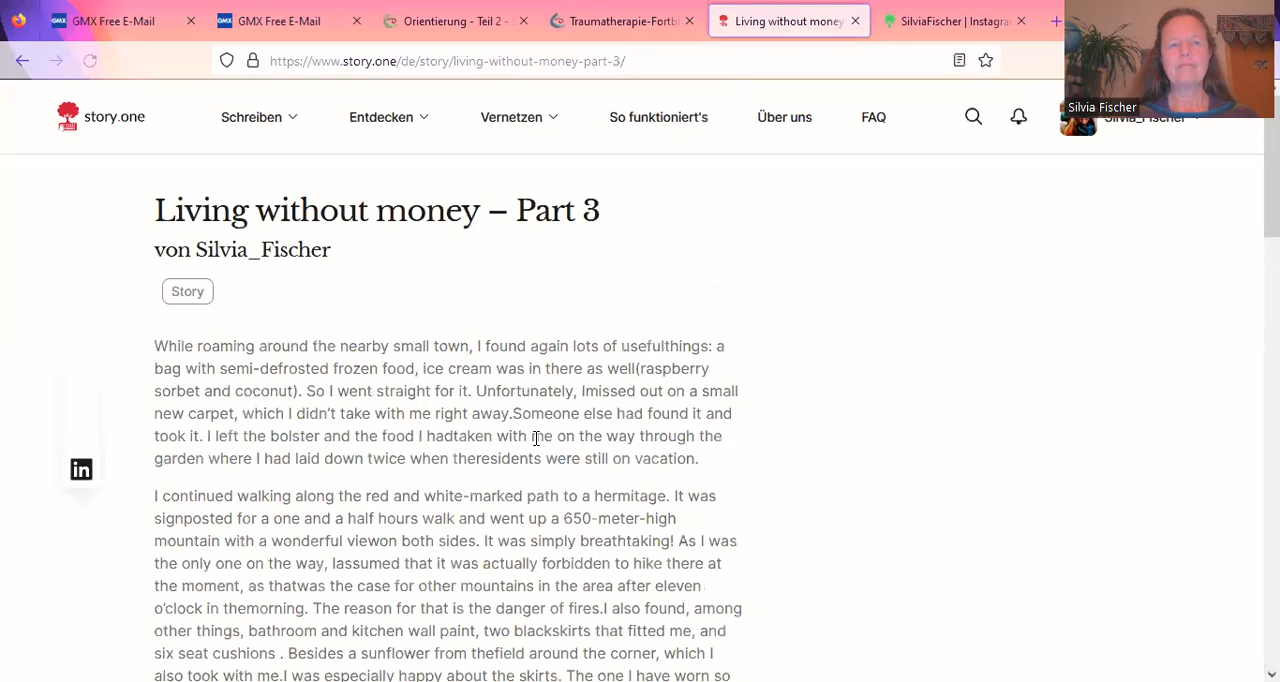 GMX Free E-Mail
GMX Free E-Mail
Orientierung - Teil 2 -
Traumatherapie-Fortbi
Living without money
SilviaFischer | Instagra
https://www.story.one/de/story/living-without-money-part-3/
Silvia Fischer
story.one
Schreiben
Entdecken
Vernetzen
So funktioniert's
Über uns
FAQ
Silvia_Fischer
Living without money – Part 3
von Silvia_Fischer
Story
While roaming around the nearby small town, I found again lots of usefulthings: a
bag with semi-defrosted frozen food, ice cream was in there as well(raspberry
sorbet and coconut). So I went straight for it. Unfortunately, Imissed out on a small
new carpet, which I didn't take with me right away.Someone else had found it and
took it. I left the bolster and the food I hadtaken with me on the way through the
garden where I had laid down twice when theresidents were still on vacation.
I continued walking along the red and white-marked path to a hermitage. It was
signposted for a one and a half hours walk and went up a 650-meter-high
mountain with a wonderful viewon both sides. It was simply breathtaking! As I was
the only one on the way, Iassumed that it was actually forbidden to hike there at
the moment, as thatwas the case for other mountains in the area after eleven
o'clock in themorning. The reason for that is the danger of fires.I also found, among
other things, bathroom and kitchen wall paint, two blackskirts that fitted me, and
six seat cushions . Besides a sunflower from thefield around the corner, which I
also took with me.I was especially happy about the skirts. The one I have worn so
in